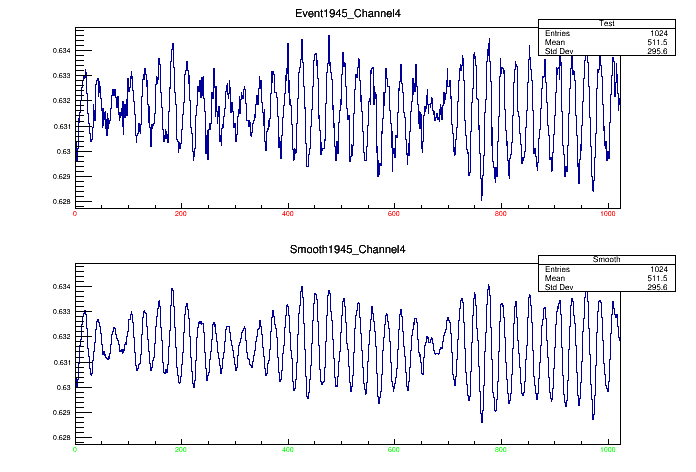 Event1945_Channel4
Test
Entries 1024
Mean 511.5
Std Dev 295.6
0.634
0.633
0.632
0.631
0.63
0.629
0.628
0 200 400 600 800 1000
Smooth1945_Channel4
Smooth
Entries 1024
Mean 511.5
Std Dev 295.6
0.634
0.633
0.632
0.631
0.63
0.629
0.628
0 200 400 600 800 1000